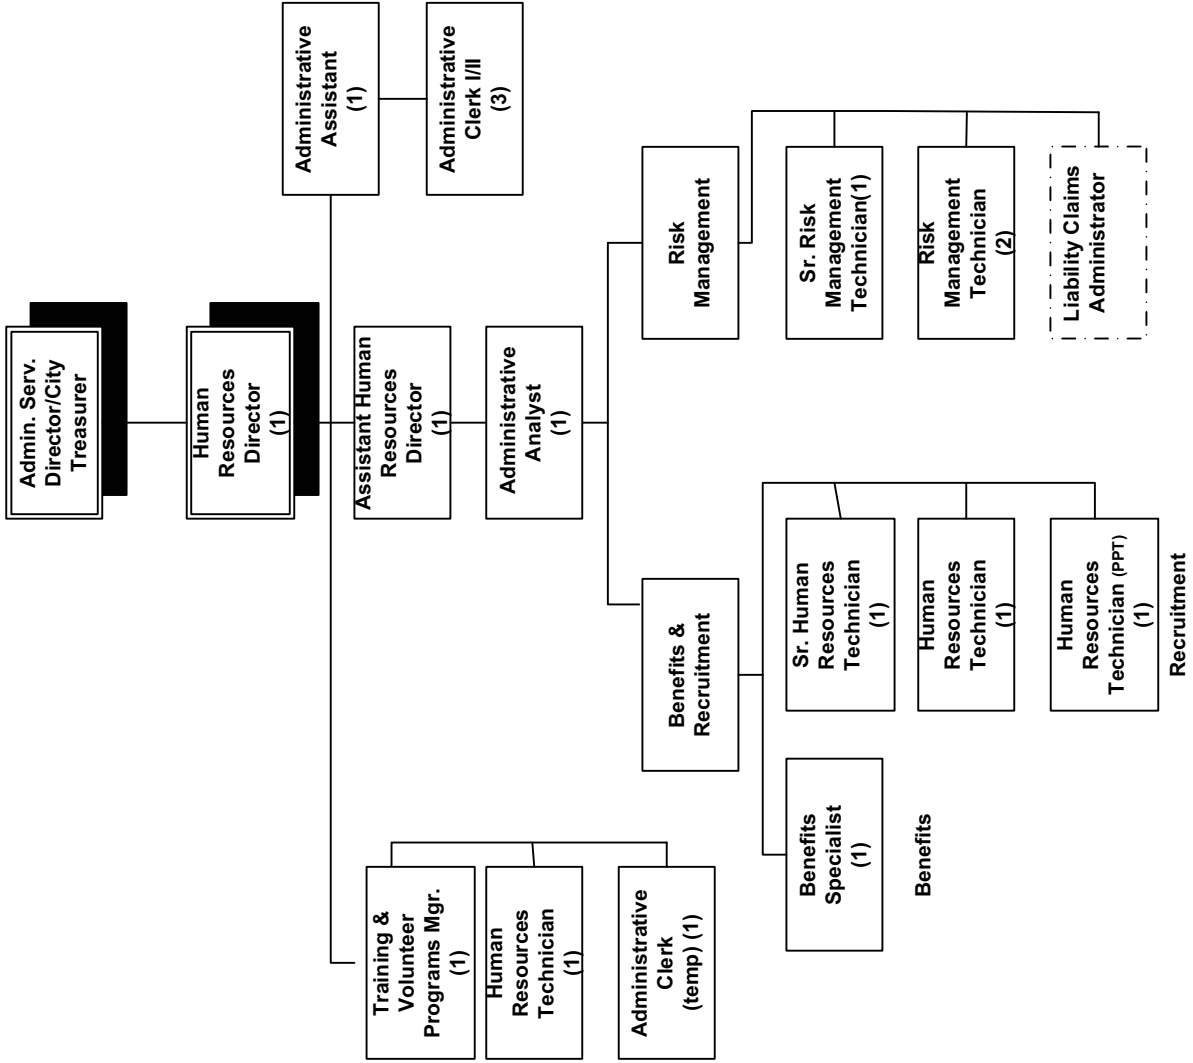 Admin. Serv.
Director/City
Treasurer
Human
Resources
Director
(1)
Administrative
Assistant
(1)
Administrative
Clerk I/II
(3)
Assistant Human
Resources
Director
(1)
Administrative
Analyst
(1)
Training &
Volunteer
Programs Mgr.
(1)
Human
Resources
Technician
(1)
Administrative
Clerk
(temp) (1)
Benefits &
Recruitment
Benefits
Specialist
(1)
Benefits
Sr. Human
Resources
Technician
(1)
Human
Resources
Technician
(1)
Human
Resources
Technician (PPT)
(1)
Recruitment
Risk
Management
Sr. Risk
Management
Technician(1)
Risk
Management
Technician
(2)
Liability Claims
Administrator